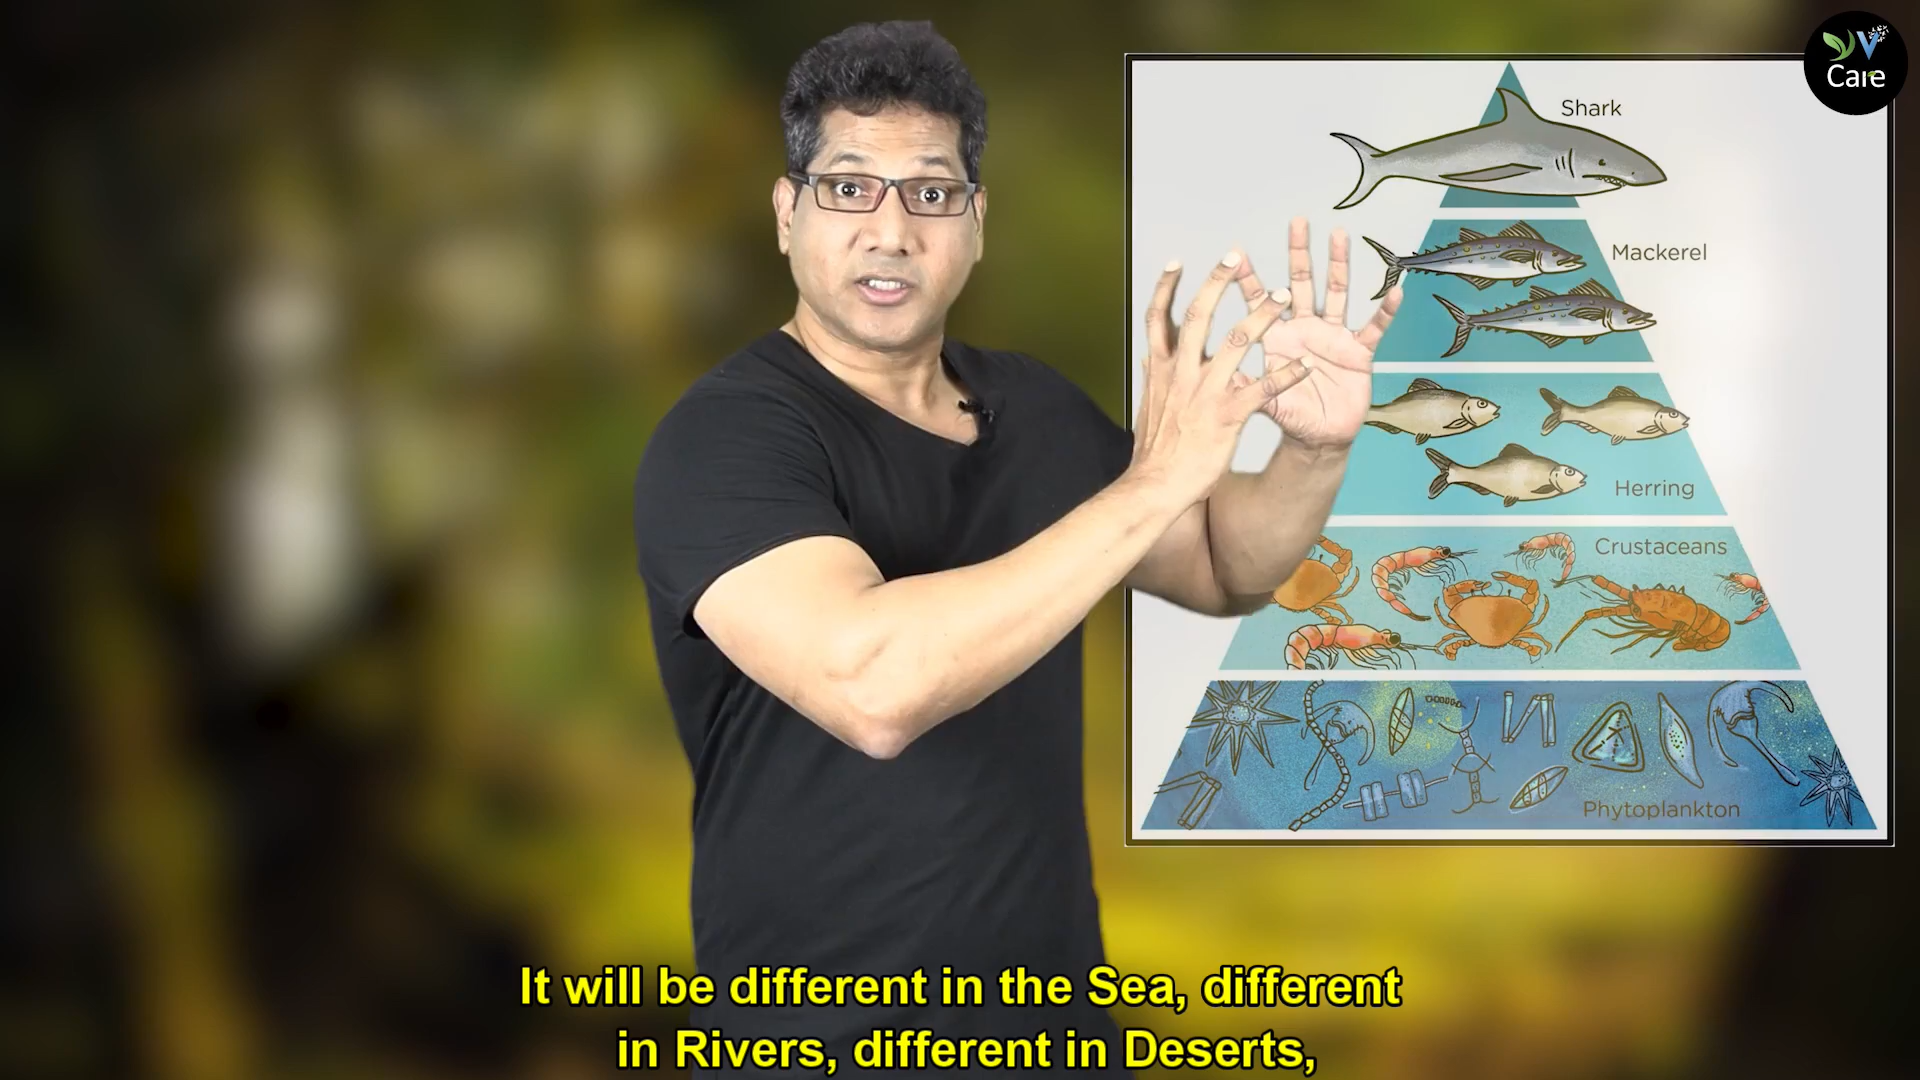 V
Care
Shark
Mackerel
Herring
Crustaceans
Phytoplankton
It will be different in the Sea, different
in Rivers, different in Deserts,